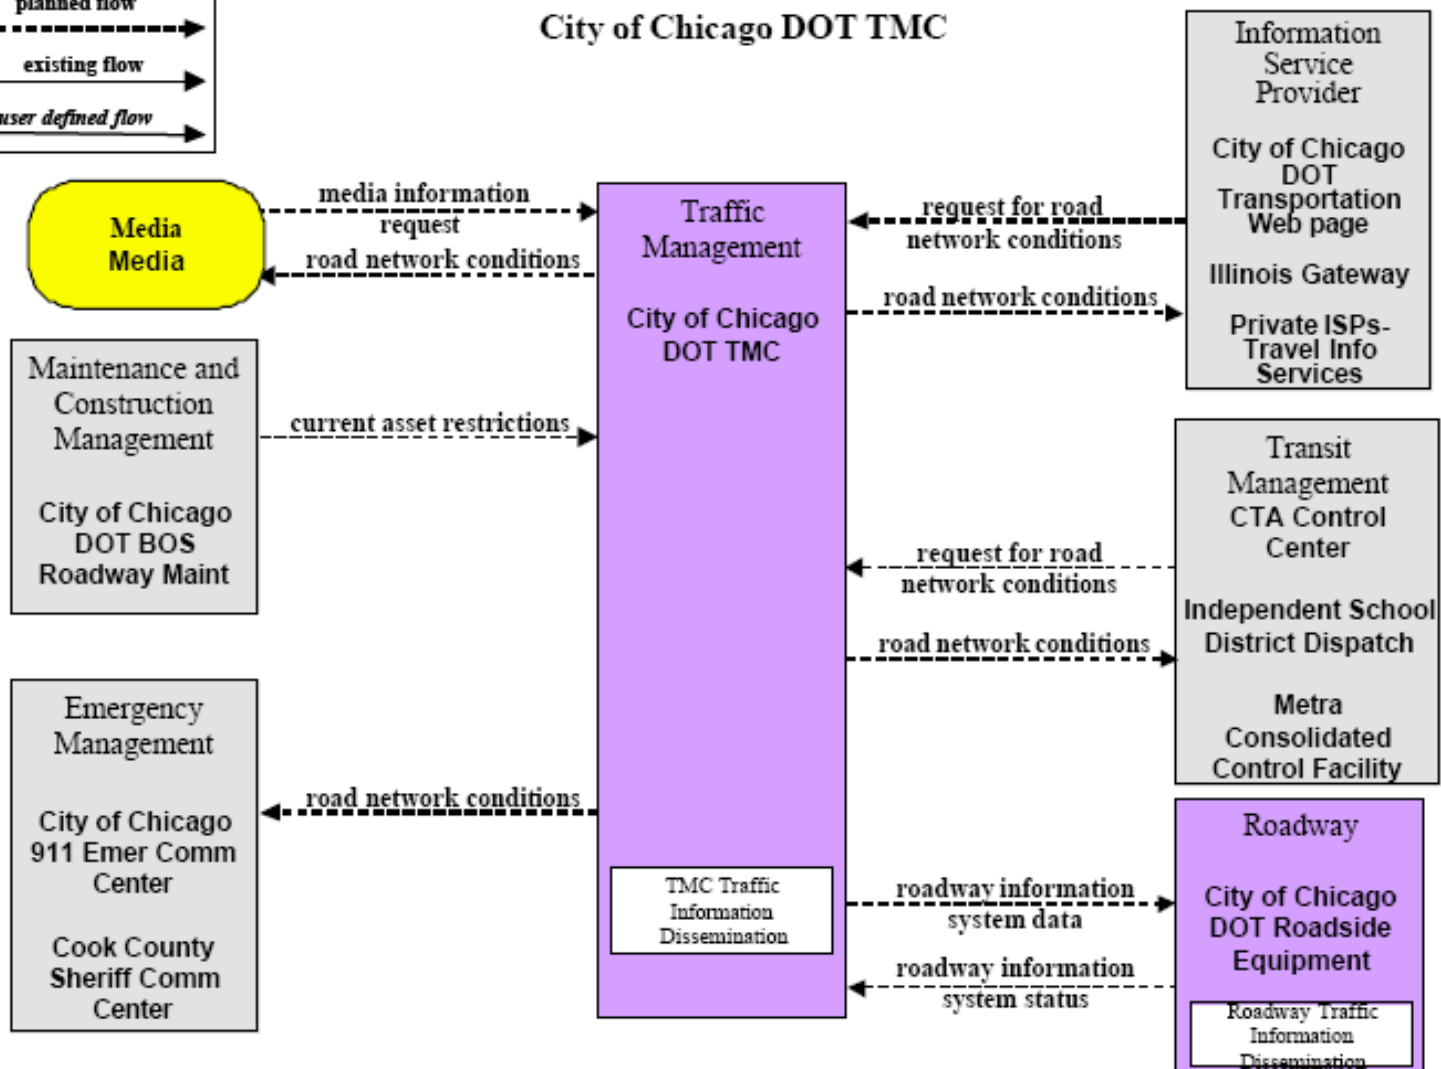 planned flow
existing flow
user defined flow
City of Chicago DOT TMC
Media
Media
media information
request
road network conditions
Maintenance and
Construction
Management
City of Chicago
DOT BOS
Roadway Maint
current asset restrictions
Emergency
Management
City of Chicago
911 Emer Comm
Center
Cook County
Sheriff Comm
Center
road network conditions
Traffic
Management
City of Chicago
DOT TMC
TMC Traffic
Information
Dissemination
request for road
network conditions
road network conditions
Information
Service
Provider
City of Chicago
DOT
Transportation
Web page
Illinois Gateway
Private ISPs-
Travel Info
Services
request for road
network conditions
road network conditions
Transit
Management
CTA Control
Center
Independent School
District Dispatch
Metra
Consolidated
Control Facility
roadway information
system data
roadway information
system status
Roadway
City of Chicago
DOT Roadside
Equipment
Roadway Traffic
Information
Dissemination